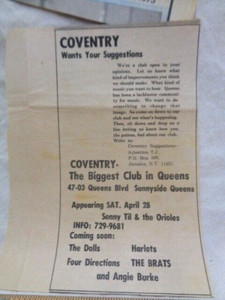 COVENTRY
Wants Your Suggestions
We're a club open to your
opinions. Let us know what
kind of improvements you think
we should make. What kind of
music you want to hear. Queens
has been a lackluster communi-
ty for music. We want to do
something to change that
image. So come on down to our
club and see what's happening.
Then, sit down and drop us a
line letting us know how you,
the patron, feel about our club.
Write to:
Coventry Suggestions
P.O. Box
Jamaica, N.Y.
COVENTRY-
The Biggest Club in Queens
47-03 Queens Blvd Sunnyside Queens
Appearing SAT. April 28
Sonny Til & the Orioles
INFO: 729-9681
Coming soon:
The Dolls Harlots
Four Directions THE BRATS
and Angie Burke